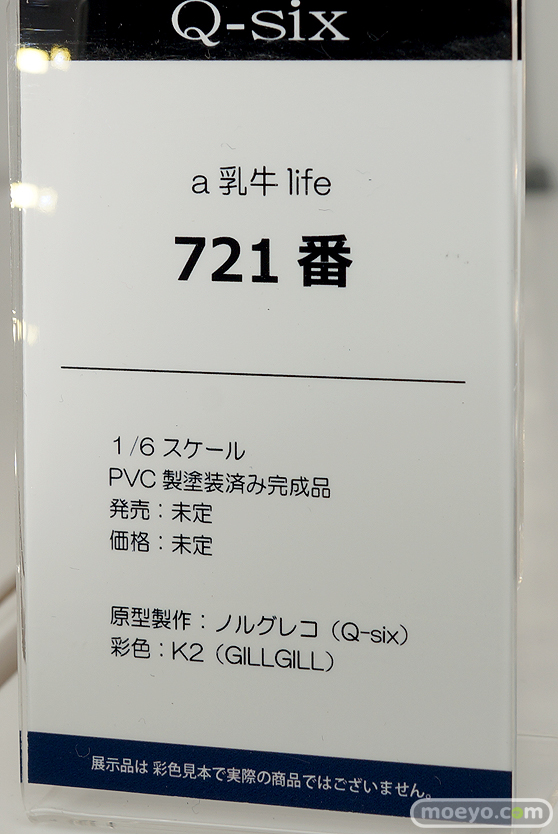 Q-six
a 乳牛 life
721 番
1/6 スケール
PVC 製塗装済み完成品
発売：未定
価格：未定
原型製作：ノルグレコ（Q-six）
彩色：K2（GILLGILL）
展示品は 彩色見本で実際の商品ではございません。
moeyo.com